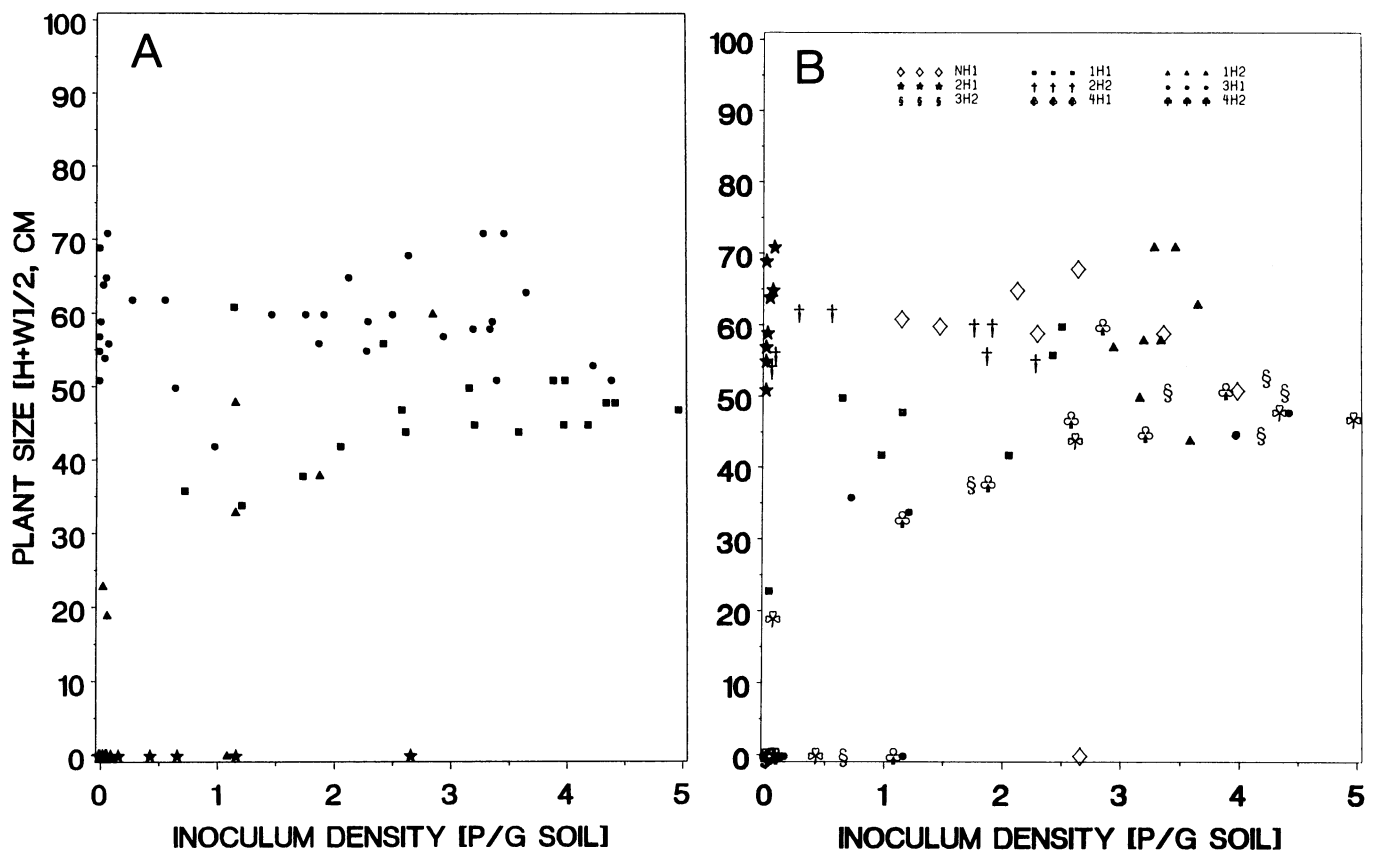 A
100
90
80
70
60
50
40
30
20
10
0
0 1 2 3 4 5
PLANT SIZE [H+W]/2, CM
INOCULUM DENSITY [P/G SOIL]
B
NH1 1H1 1H2
2H1 2H2 3H1
3H2 4H1 4H2
100
90
80
70
60
50
40
30
20
10
0
0 1 2 3 4 5
INOCULUM DENSITY [P/G SOIL]